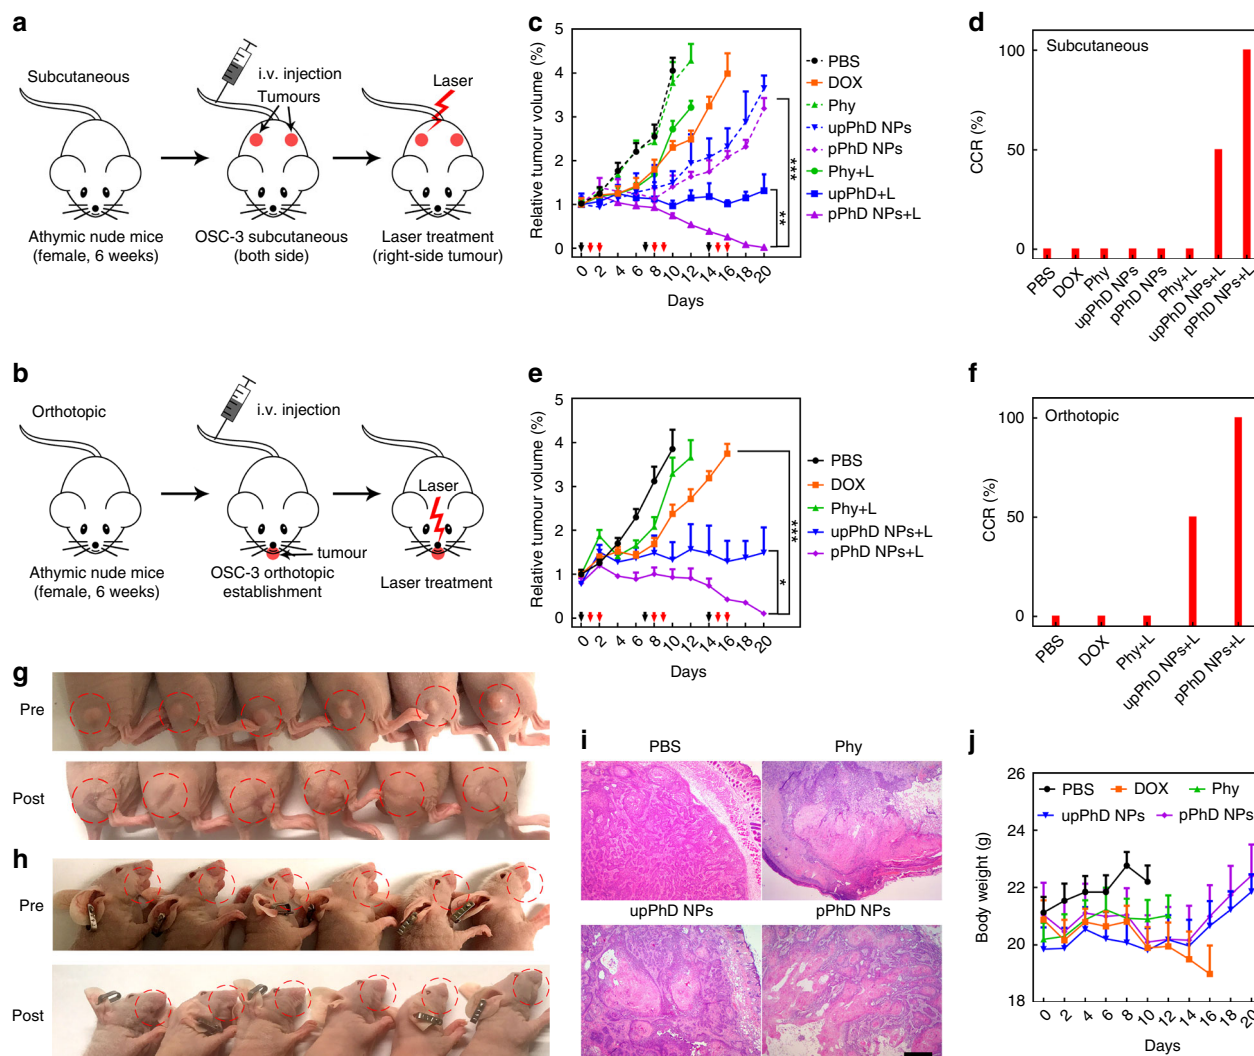 a
Subcutaneous
i.v. injection
Tumours
Laser
Athymic nude mice
(female, 6 weeks)
OSC-3 subcutaneous
(both side)
Laser treatment
(right-side tumour)
c
Relative tumour volume (%)
5
4
3
2
1
0
0 2 4 6 8 10 12 14 16 18 20
Days
PBS
DOX
Phy
upPhD NPs
pPhD NPs
Phy+L
upPhD+L
pPhD NPs+L
***
**
d
Subcutaneous
CCR (%)
100
50
0
PBS
DOX
Phy
upPhD NPs
pPhD NPs
Phy+L
upPhD NPs+L
pPhD NPs+L
b
Orthotopic
i.v. injection
Laser
tumour
Athymic nude mice
(female, 6 weeks)
OSC-3 orthotopic
establishment
Laser treatment
e
Relative tumour volume (%)
5
4
3
2
1
0
0 2 4 6 8 10 12 14 16 18 20
Days
PBS
DOX
Phy+L
upPhD NPs+L
pPhD NPs+L
***
*
f
Orthotopic
CCR (%)
100
50
0
PBS
DOX
Phy+L
upPhD NPs+L
pPhD NPs+L
g
Pre
Post
h
Pre
Post
i
PBS
Phy
upPhD NPs
pPhD NPs
j
Body weight (g)
26
24
22
20
18
PBS DOX Phy
upPhD NPs pPhD NPs
0 2 4 6 8 10 12 14 16 18 20
Days